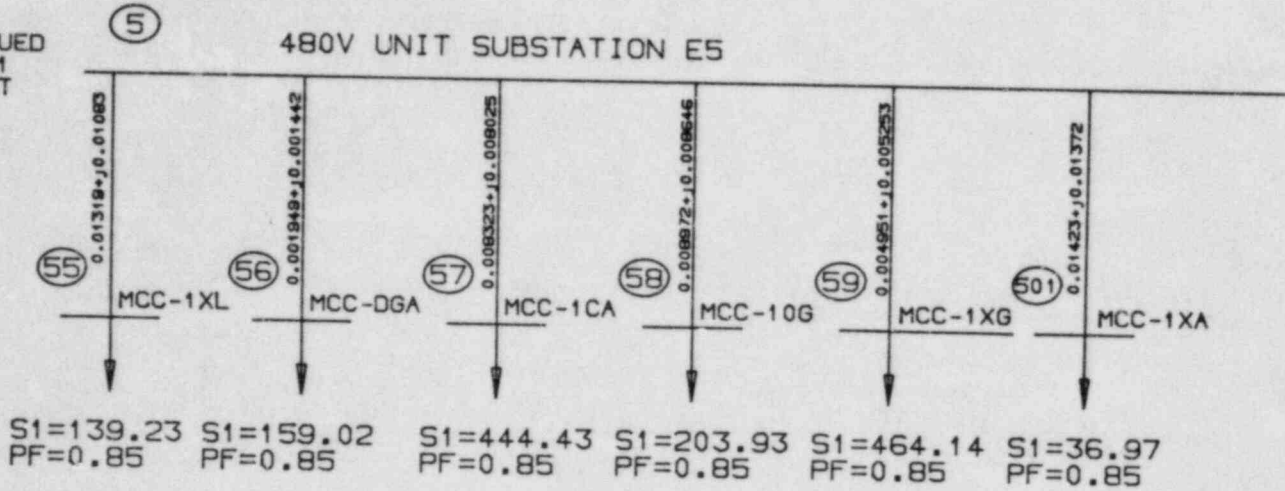 UED
5
480V UNIT SUBSTATION E5
0.01319+j0.01083
0.001949+j0.001442
0.008323+j0.008025
0.008972+j0.008646
0.004951+j0.005253
0.01423+j0.01372
55
56
57
58
59
501
MCC-1XL
MCC-DGA
MCC-1CA
MCC-1OG
MCC-1XG
MCC-1XA
S1=139.23 S1=159.02 S1=444.43 S1=203.93 S1=464.14 S1=36.97
PF=0.85 PF=0.85 PF=0.85 PF=0.85 PF=0.85 PF=0.85